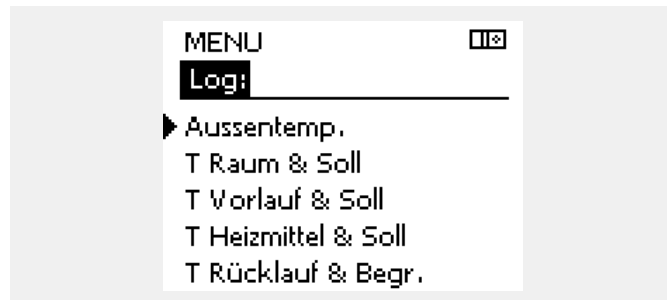 MENU
Log:
Aussentemp.
T Raum & Soll
T Vorlauf & Soll
T Heizmittel & Soll
T Rücklauf & Begr.